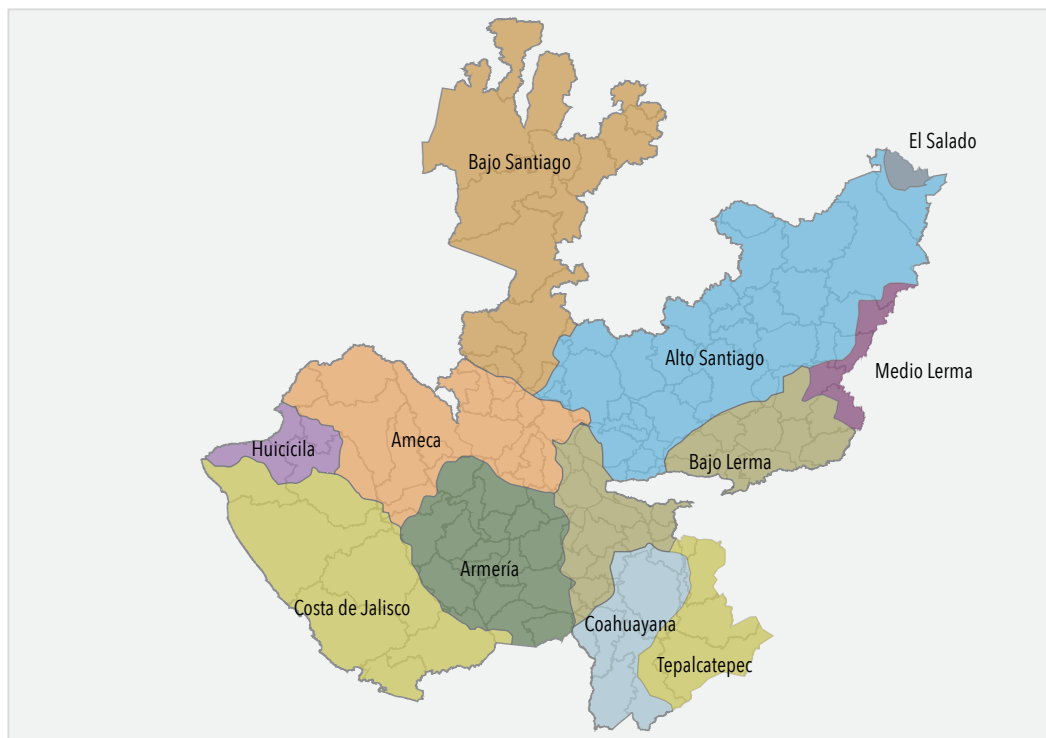 El Salado
Bajo Santiago
Alto Santiago
Medio Lerma
Ameca
Huicicila
Bajo Lerma
Armería
Costa de Jalisco
Coahuayana
Tepalcatepec